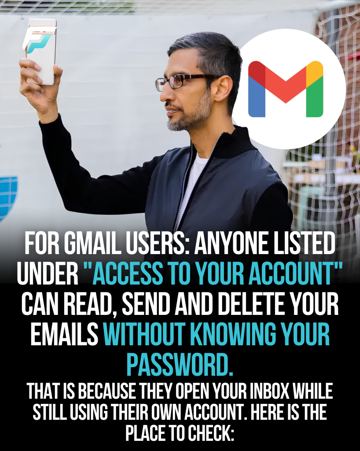 FOR GMAIL USERS: ANYONE LISTED
UNDER "ACCESS TO YOUR ACCOUNT"
CAN READ, SEND AND DELETE YOUR
EMAILS WITHOUT KNOWING YOUR
PASSWORD.
THAT IS BECAUSE THEY OPEN YOUR INBOX WHILE
STILL USING THEIR OWN ACCOUNT. HERE IS THE
PLACE TO CHECK: